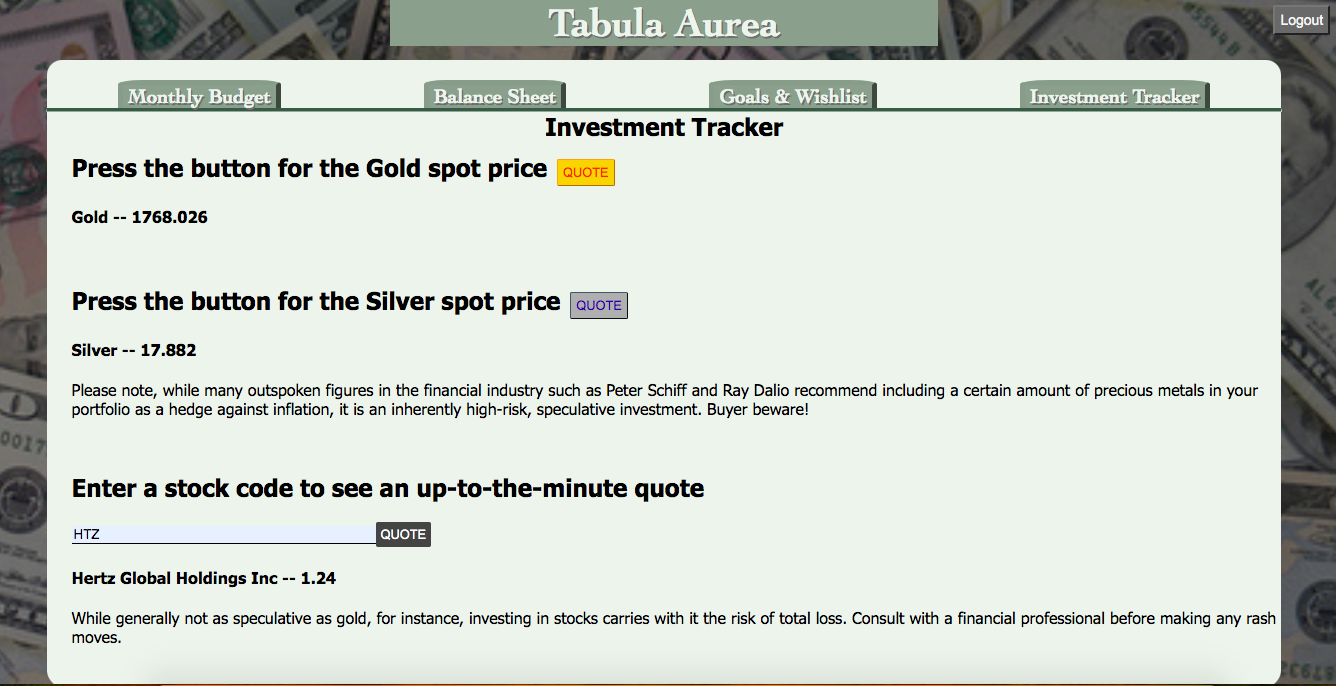 Tabula Aurea
Logout
Monthly Budget
Balance Sheet
Goals & Wishlist
Investment Tracker
Investment Tracker
Press the button for the Gold spot price QUOTE
Gold -- 1768.026
Press the button for the Silver spot price QUOTE
Silver -- 17.882
Please note, while many outspoken figures in the financial industry such as Peter Schiff and Ray Dalio recommend including a certain amount of precious metals in your
portfolio as a hedge against inflation, it is an inherently high-risk, speculative investment. Buyer beware!
Enter a stock code to see an up-to-the-minute quote
HTZ QUOTE
Hertz Global Holdings Inc -- 1.24
While generally not as speculative as gold, for instance, investing in stocks carries with it the risk of total loss. Consult with a financial professional before making any rash
moves.